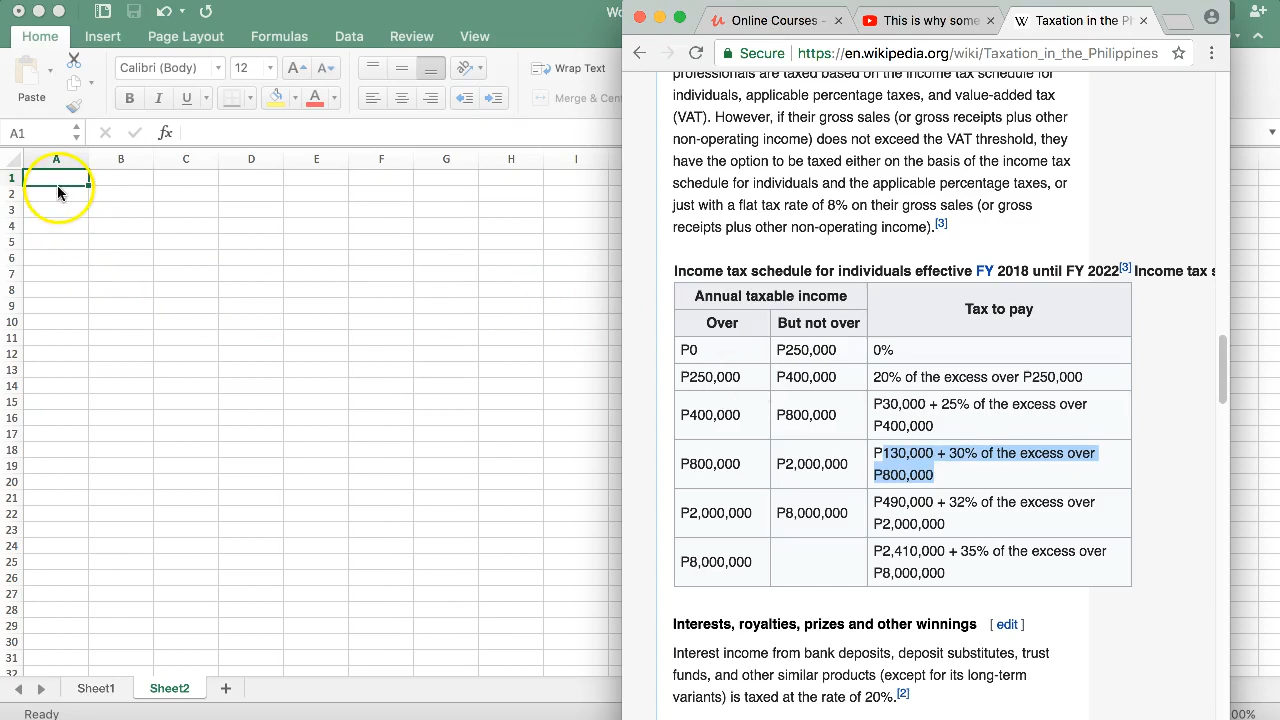 Wo
Home Insert Page Layout Formulas Data Review View
Paste
Calibri (Body) 12
B I U A
Wrap Text
Merge & Cen
A1 fx
A B C D E F G H I
1
2
3
4
5
6
7
8
9
10
11
12
13
14
15
16
17
18
19
20
21
22
23
24
25
26
27
28
29
30
31
32
Sheet1 Sheet2 +
Ready
Online Courses -
This is why some
Taxation in the Ph
Secure https://en.wikipedia.org/wiki/Taxation_in_the_Philippines
professionals are taxed based on the income tax schedule for
individuals, applicable percentage taxes, and value-added tax
(VAT). However, if their gross sales (or gross receipts plus other
non-operating income) does not exceed the VAT threshold, they
have the option to be taxed either on the basis of the income tax
schedule for individuals and the applicable percentage taxes, or
just with a flat tax rate of 8% on their gross sales (or gross
receipts plus other non-operating income).[3]
Income tax schedule for individuals effective FY 2018 until FY 2022[3] Income tax s
Annual taxable income
Tax to pay
Over But not over
P0 P250,000 0%
P250,000 P400,000 20% of the excess over P250,000
P400,000 P800,000 P30,000 + 25% of the excess over
P400,000
P800,000 P2,000,000 P130,000 + 30% of the excess over
P800,000
P2,000,000 P8,000,000 P490,000 + 32% of the excess over
P2,000,000
P8,000,000 P2,410,000 + 35% of the excess over
P8,000,000
Interests, royalties, prizes and other winnings [ edit ]
Interest income from bank deposits, deposit substitutes, trust
funds, and other similar products (except for its long-term
variants) is taxed at the rate of 20%.[2]
00%